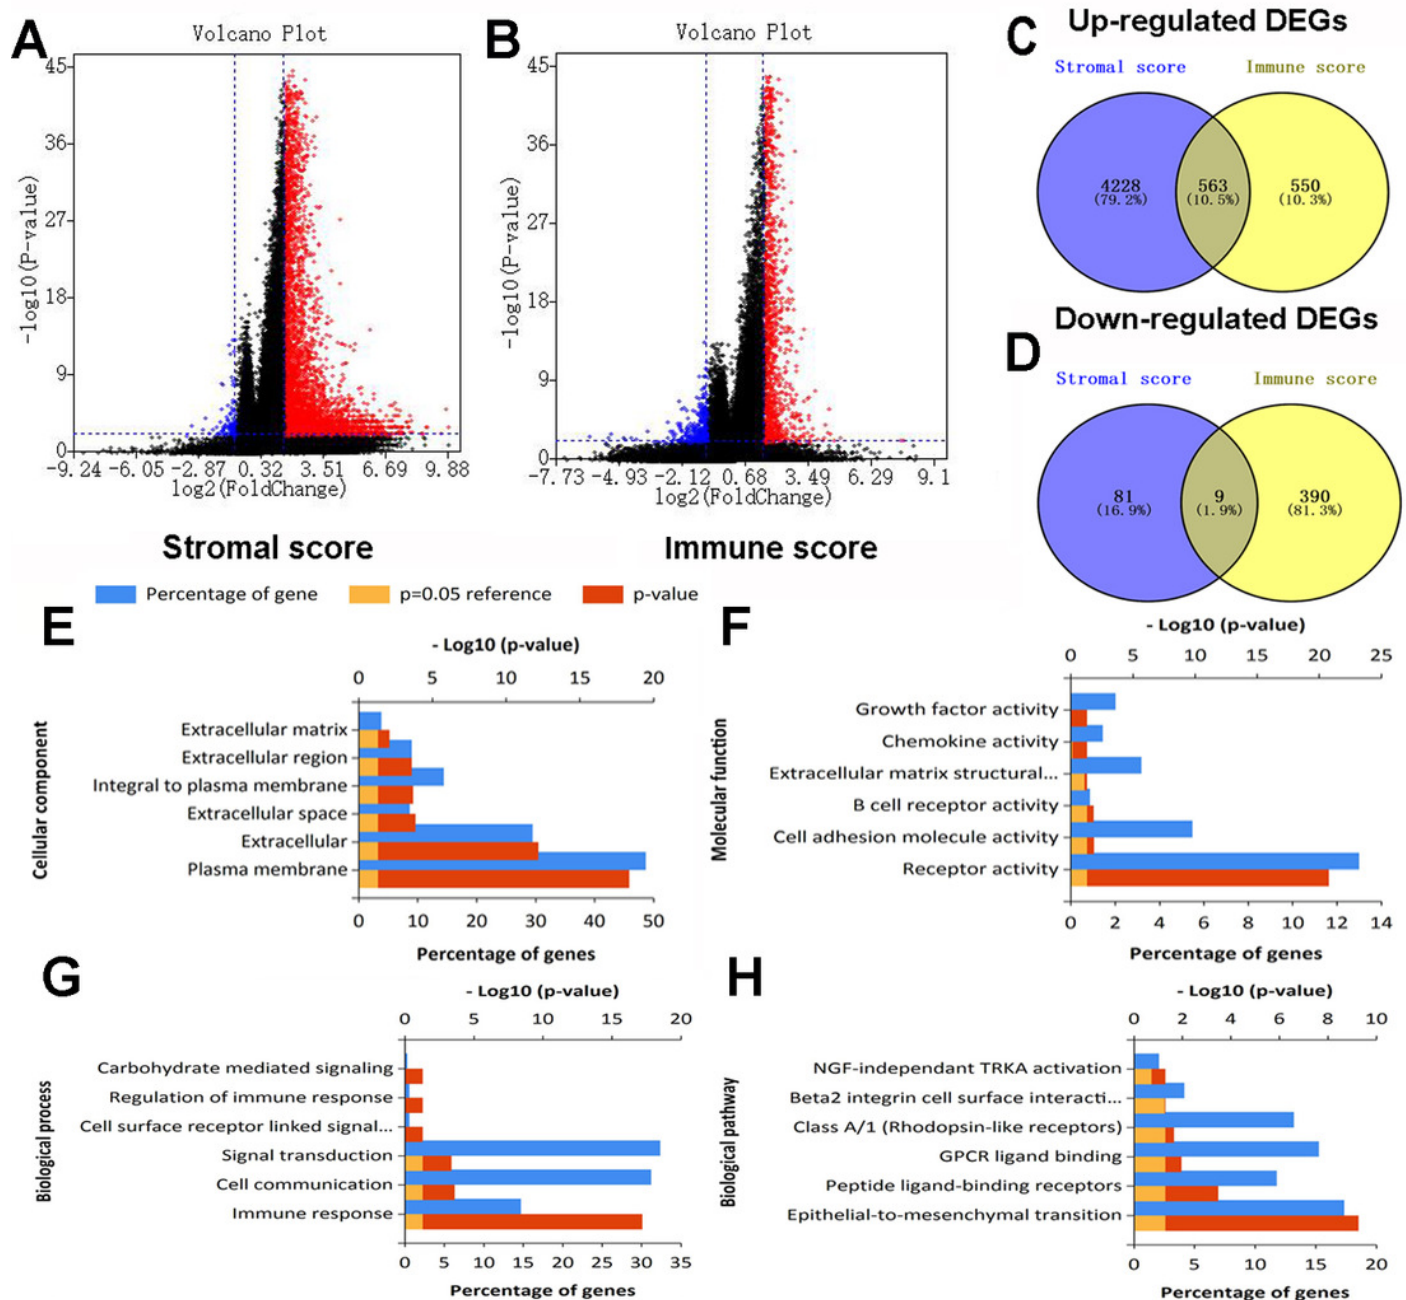 A
Volcano Plot
-log10(P-value)
45
36
27
18
9
0
-9.24 -6.05 -2.87 0.32 3.51 6.69 9.88
log2(FoldChange)
Stromal score
B
Volcano Plot
-log10(P-value)
45
36
27
18
9
0
-7.73 -4.93 -2.12 0.68 3.49 6.29 9.1
log2(FoldChange)
Immune score
C
Up-regulated DEGs
Stromal score Immune score
4228 563 550
(79.2%) (10.5%) (10.3%)
D
Down-regulated DEGs
Stromal score Immune score
81 9 390
(16.9%) (1.9%) (81.3%)
Percentage of gene p=0.05 reference p-value
E
- Log10 (p-value)
0 5 10 15 20
Cellular component
Extracellular matrix
Extracellular region
Integral to plasma membrane
Extracellular space
Extracellular
Plasma membrane
0 10 20 30 40 50
Percentage of genes
F
- Log10 (p-value)
0 5 10 15 20 25
Molecular function
Growth factor activity
Chemokine activity
Extracellular matrix structural...
B cell receptor activity
Cell adhesion molecule activity
Receptor activity
0 2 4 6 8 10 12 14
Percentage of genes
G
- Log10 (p-value)
0 5 10 15 20
Biological process
Carbohydrate mediated signaling
Regulation of immune response
Cell surface receptor linked signal...
Signal transduction
Cell communication
Immune response
0 5 10 15 20 25 30 35
Percentage of genes
H
- Log10 (p-value)
0 2 4 6 8 10
Biological pathway
NGF-independant TRKA activation
Beta2 integrin cell surface interacti...
Class A/1 (Rhodopsin-like receptors)
GPCR ligand binding
Peptide ligand-binding receptors
Epithelial-to-mesenchymal transition
0 5 10 15 20
Percentage of genes